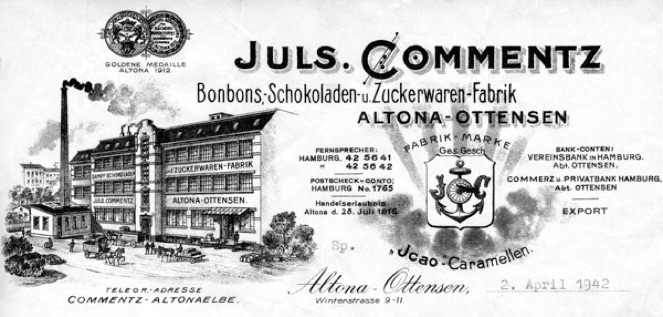 GOLDENE MEDAILLE
ALTONA 1912.
JULS. COMMENTZ
Bonbons,-Schokoladen-u. Zuckerwaren-Fabrik
ALTONA-OTTENSEN
FERNSPRECHER:
HAMBURG. 42 56 41
" 42 56 42
POSTSCHECK-CONTO:
HAMBURG No. 1765
Handelserlaubnis
Altona d. 28. Juli 1916
FABRIK-MARKE
Ges. Gesch.
J C
"Jcao"-Caramellen.
BANK-CONTEN:
VEREINSBANK in HAMBURG.
Abt. OTTENSEN.
COMMERZ u. PRIVATBANK HAMBURG,
Abt. OTTENSEN
EXPORT
DAMPF-SCHOKOLADEN u. ZUCKERWAREN-FABRIK
JULS. COMMENTZ
ALTONA-OTTENSEN.
Sp.
TELEGR.-ADRESSE
COMMENTZ-ALTONAELBE.
Altona-Ottensen, 2. April 1942
Winterstrasse 9-11.